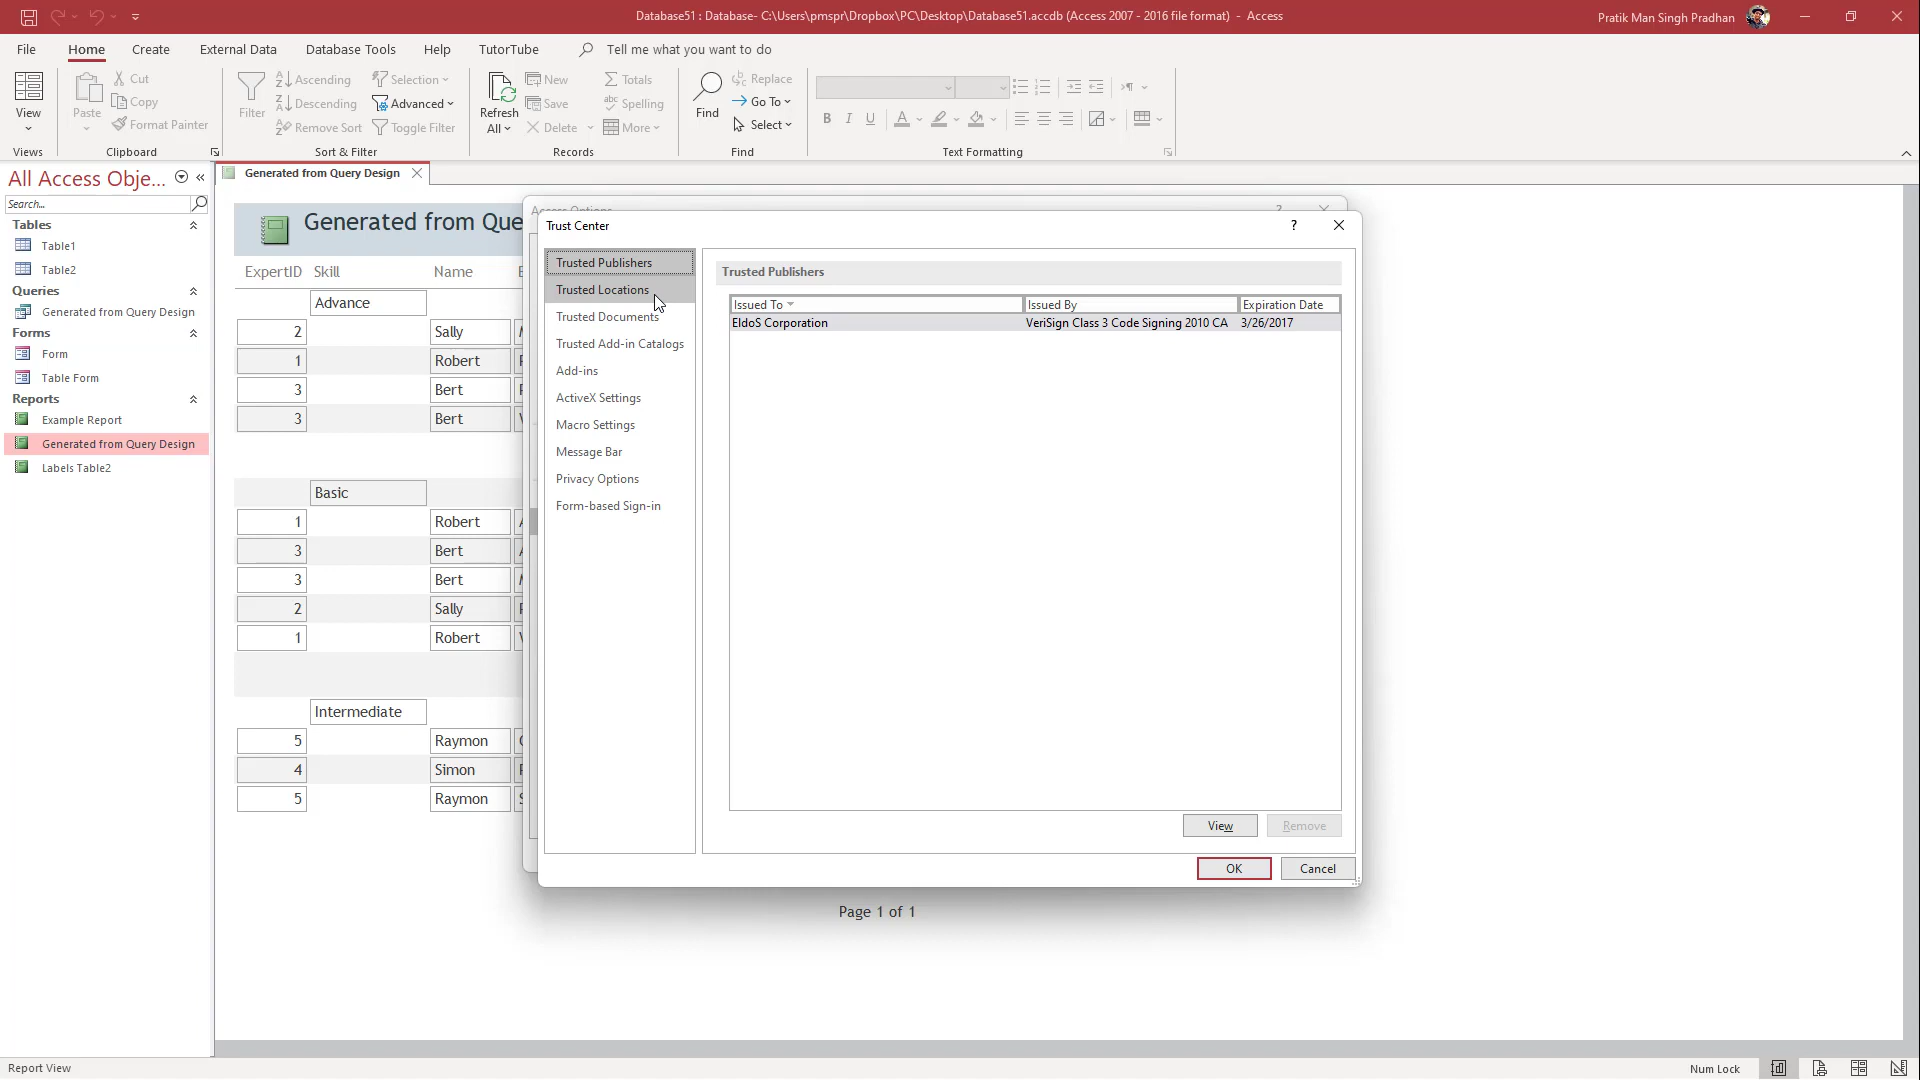 Database51 : Database- C:\Users\pmspr\Dropbox\PC\Desktop\Database51.accdb (Access 2007 - 2016 file format) - Access
Pratik Man Singh Pradhan
File
Home
Create
External Data
Database Tools
Help
TutorTube
Tell me what you want to do
View
Views
Paste
Cut
Copy
Format Painter
Clipboard
Filter
Ascending
Descending
Remove Sort
Selection
Advanced
Toggle Filter
Sort & Filter
Refresh
All
New
Save
Delete
Totals
Spelling
More
Records
Find
Replace
Go To
Select
Find
B I U
Text Formatting
All Access Obje...
Search...
Tables
Table1
Table2
Queries
Generated from Query Design
Forms
Form
Table Form
Reports
Example Report
Generated from Query Design
Labels Table2
Generated from Query Design
Generated from Que
ExpertID Skill Name
Advance
2 Sally
1 Robert
3 Bert
3 Bert
Basic
1 Robert
3 Bert
3 Bert
2 Sally
1 Robert
Intermediate
5 Raymon
4 Simon
5 Raymon
Page 1 of 1
Access Options
Trust Center
Trusted Publishers
Trusted Locations
Trusted Documents
Trusted Add-in Catalogs
Add-ins
ActiveX Settings
Macro Settings
Message Bar
Privacy Options
Form-based Sign-in
Trusted Publishers
Issued To Issued By Expiration Date
EldoS Corporation VeriSign Class 3 Code Signing 2010 CA 3/26/2017
View
Remove
OK
Cancel
Report View
Num Lock